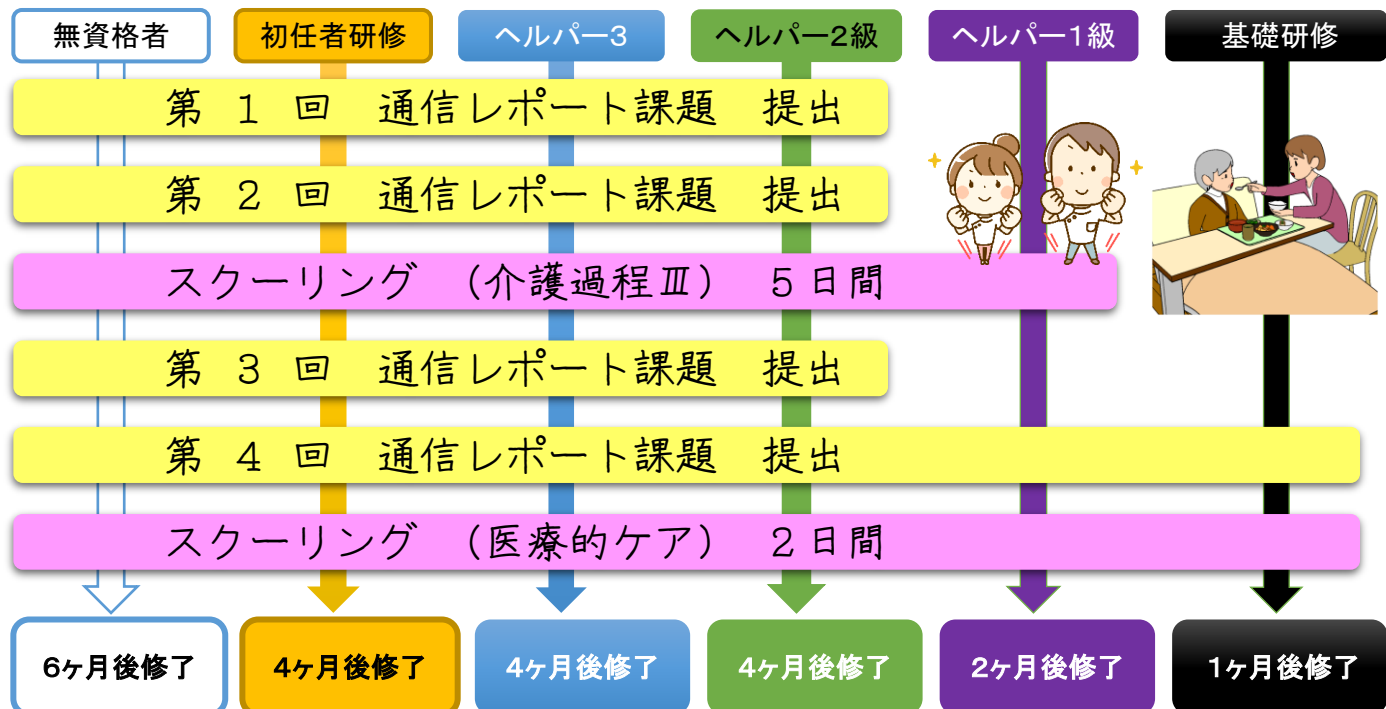 無資格者
初任者研修
ヘルパー3
ヘルパー2級
ヘルパー1級
基礎研修
第 1 回 通信レポート課題 提出
第 2 回 通信レポート課題 提出
スクーリング (介護過程Ⅲ) 5日間
第 3 回 通信レポート課題 提出
第 4 回 通信レポート課題 提出
スクーリング (医療的ケア) 2日間
6ヶ月後修了
4ヶ月後修了
4ヶ月後修了
4ヶ月後修了
2ヶ月後修了
1ヶ月後修了